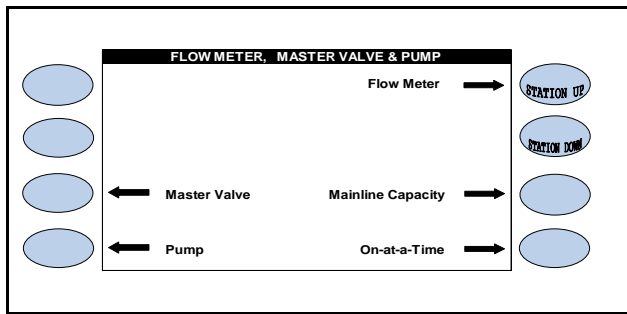 FLOW METER, MASTER VALVE & PUMP
Flow Meter
STATION UP
STATION DOWN
Master Valve
Mainline Capacity
Pump
On-at-a-Time